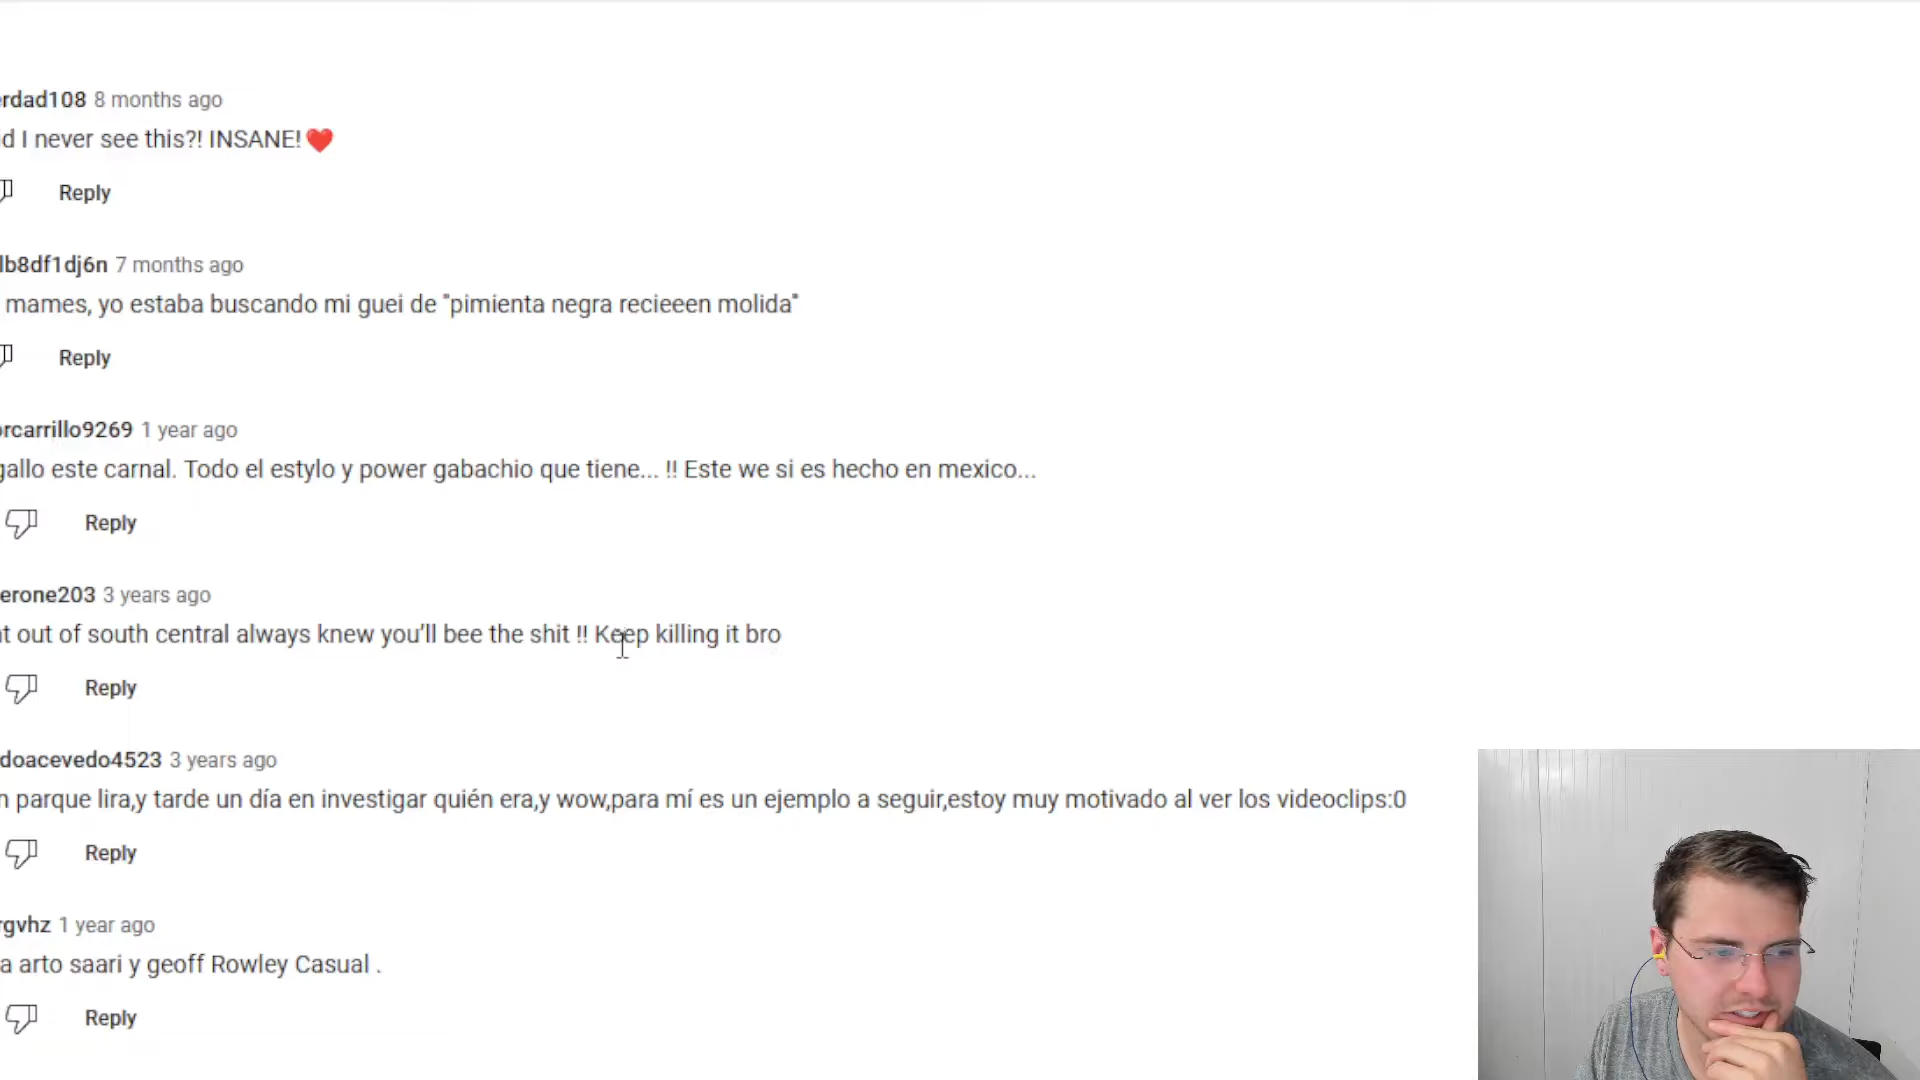 erdad108 8 months ago
id I never see this?! INSANE! ❤️
Reply
lb8df1dj6n 7 months ago
mames, yo estaba buscando mi guei de "pimienta negra recieeen molida"
Reply
orcarrillo9269 1 year ago
gallo este carnal. Todo el estylo y power gabachio que tiene... !! Este we si es hecho en mexico...
Reply
erone203 3 years ago
t out of south central always knew you'll bee the shit !! Keep killing it bro
Reply
doacevedo4523 3 years ago
n parque lira,y tarde un día en investigar quién era,y wow,para mí es un ejemplo a seguir,estoy muy motivado al ver los videoclips:0
Reply
rgvhz 1 year ago
a arto saari y geoff Rowley Casual .
Reply